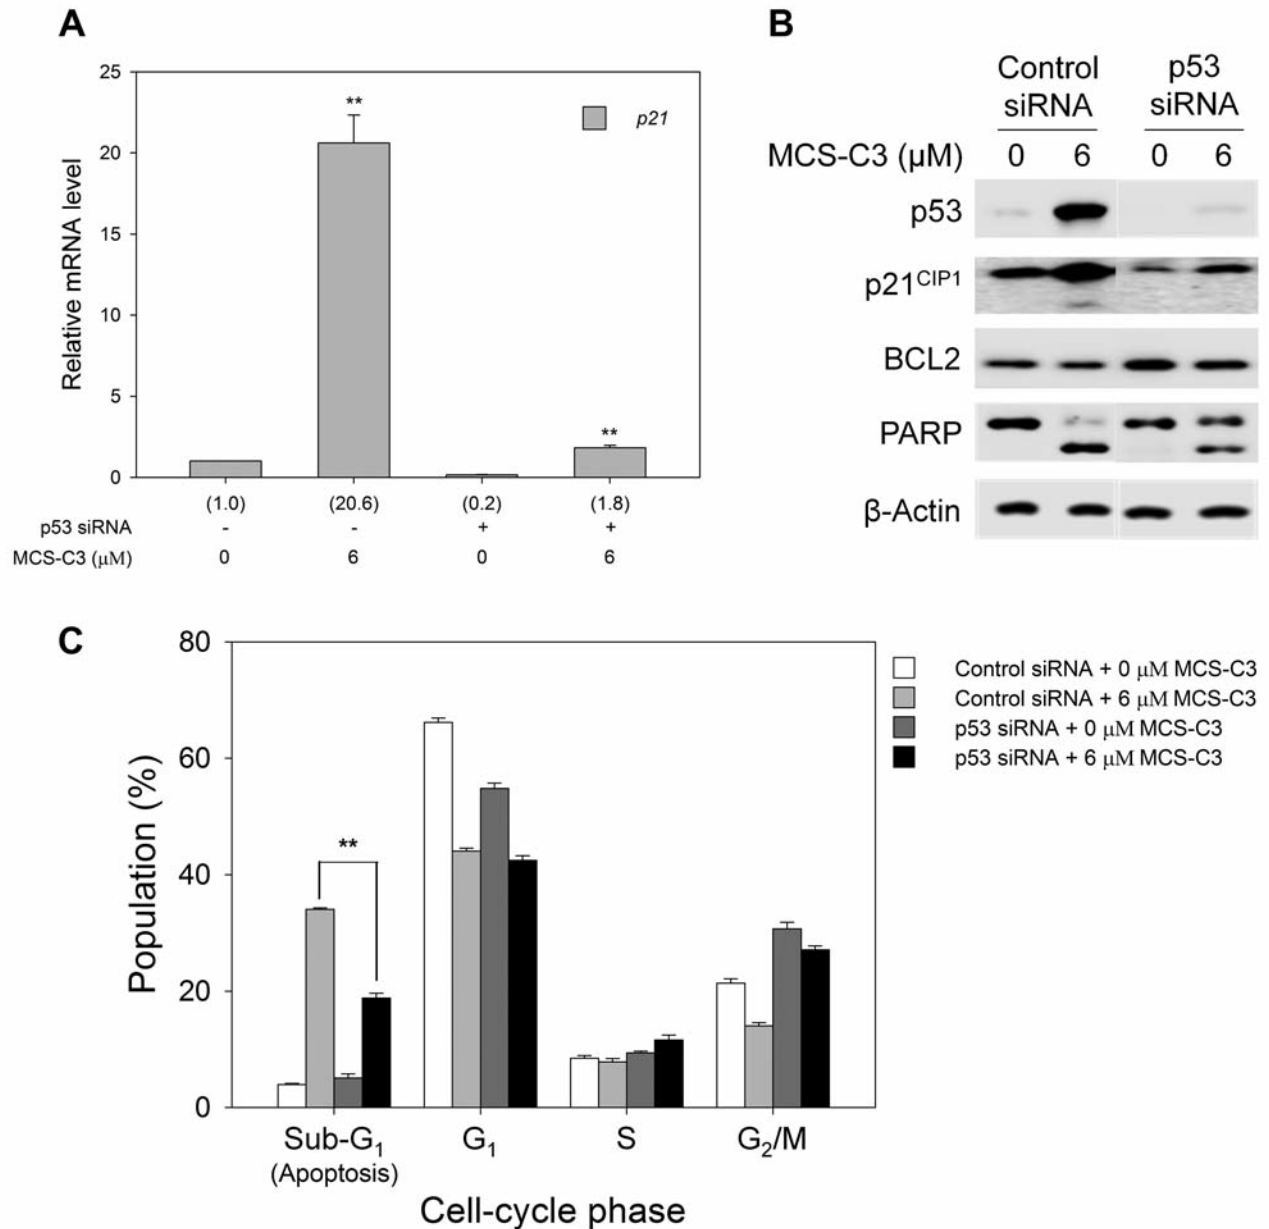 A
25
20
15
10
5
0
Relative mRNA level
**
**
p21
(1.0) (20.6) (0.2) (1.8)
p53 siRNA - - + +
MCS-C3 (μM) 0 6 0 6
B
Control siRNA
p53 siRNA
MCS-C3 (μM) 0 6 0 6
p53
p21CIP1
BCL2
PARP
β-Actin
C
80
60
40
20
0
Population (%)
**
Sub-G1 G1 S G2/M
(Apoptosis)
Cell-cycle phase
Control siRNA + 0 μM MCS-C3
Control siRNA + 6 μM MCS-C3
p53 siRNA + 0 μM MCS-C3
p53 siRNA + 6 μM MCS-C3